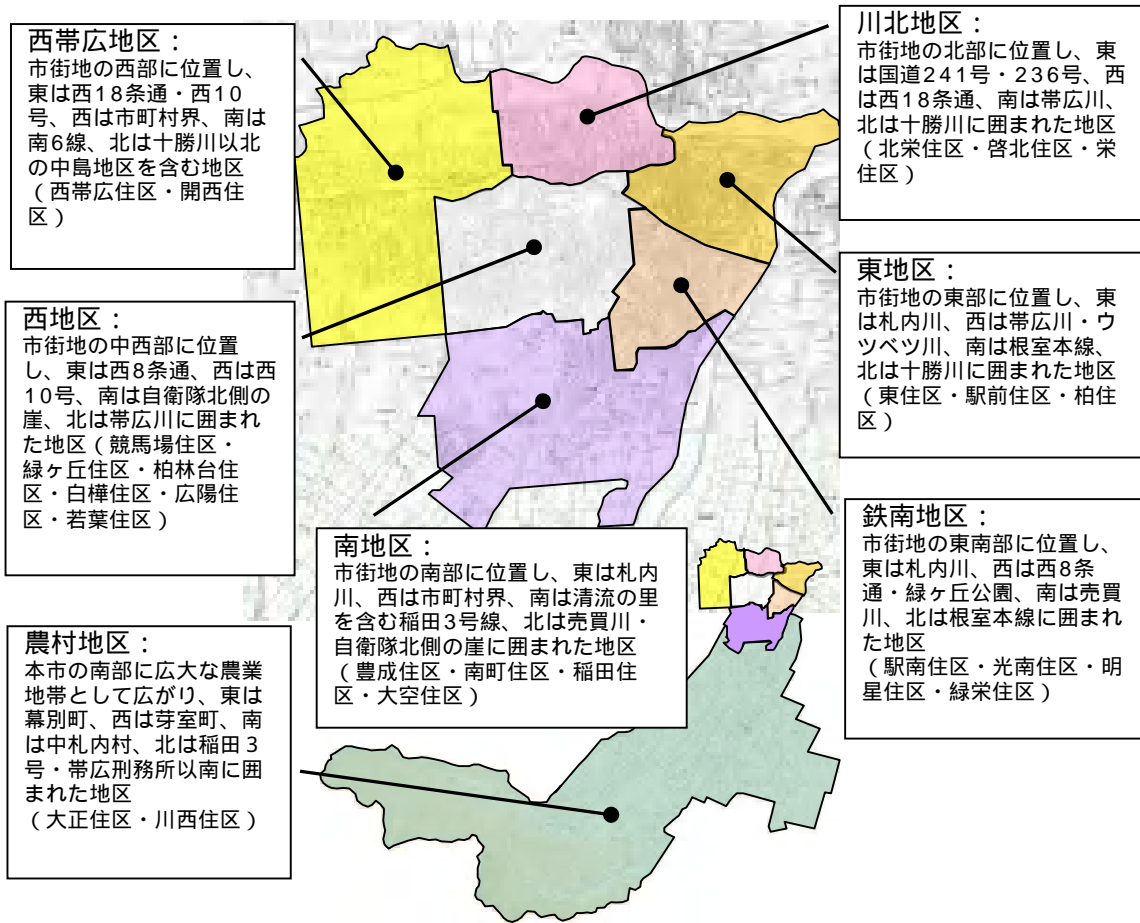 西帯広地区：
市街地の西部に位置し、
東は西18条通・西10
号、西は市町村界、南は
南6線、北は十勝川以北
の中島地区を含む地区
（西帯広住区・開西住
区）
川北地区：
市街地の北部に位置し、東
は国道241号・236号、西
は西18条通、南は帯広川、
北は十勝川に囲まれた地区
（北栄住区・啓北住区・栄
住区）
西地区：
市街地の中西部に位置
し、東は西8条通、西は西
10号、南は自衛隊北側の
崖、北は帯広川に囲まれ
た地区（競馬場住区・
緑ヶ丘住区・柏林台住
区・白樺住区・広陽住
区・若葉住区）
東地区：
市街地の東部に位置し、東
は札内川、西は帯広川・ウ
ツベツ川、南は根室本線、
北は十勝川に囲まれた地区
（東住区・駅前住区・柏住
区）
南地区：
市街地の南部に位置し、東は札内
川、西は市町村界、南は清流の里
を含む稲田3号線、北は売買川・
自衛隊北側の崖に囲まれた地区
（豊成住区・南町住区・稲田住
区・大空住区）
鉄南地区：
市街地の東南部に位置し、
東は札内川、西は西8条
通・緑ヶ丘公園、南は売買
川、北は根室本線に囲まれ
た地区
（駅南住区・光南住区・明
星住区・緑栄住区）
農村地区：
本市の南部に広大な農業
地帯として広がり、東は
幕別町、西は芽室町、南
は中札内村、北は稲田3
号・帯広刑務所以南に囲
まれた地区
（大正住区・川西住区）